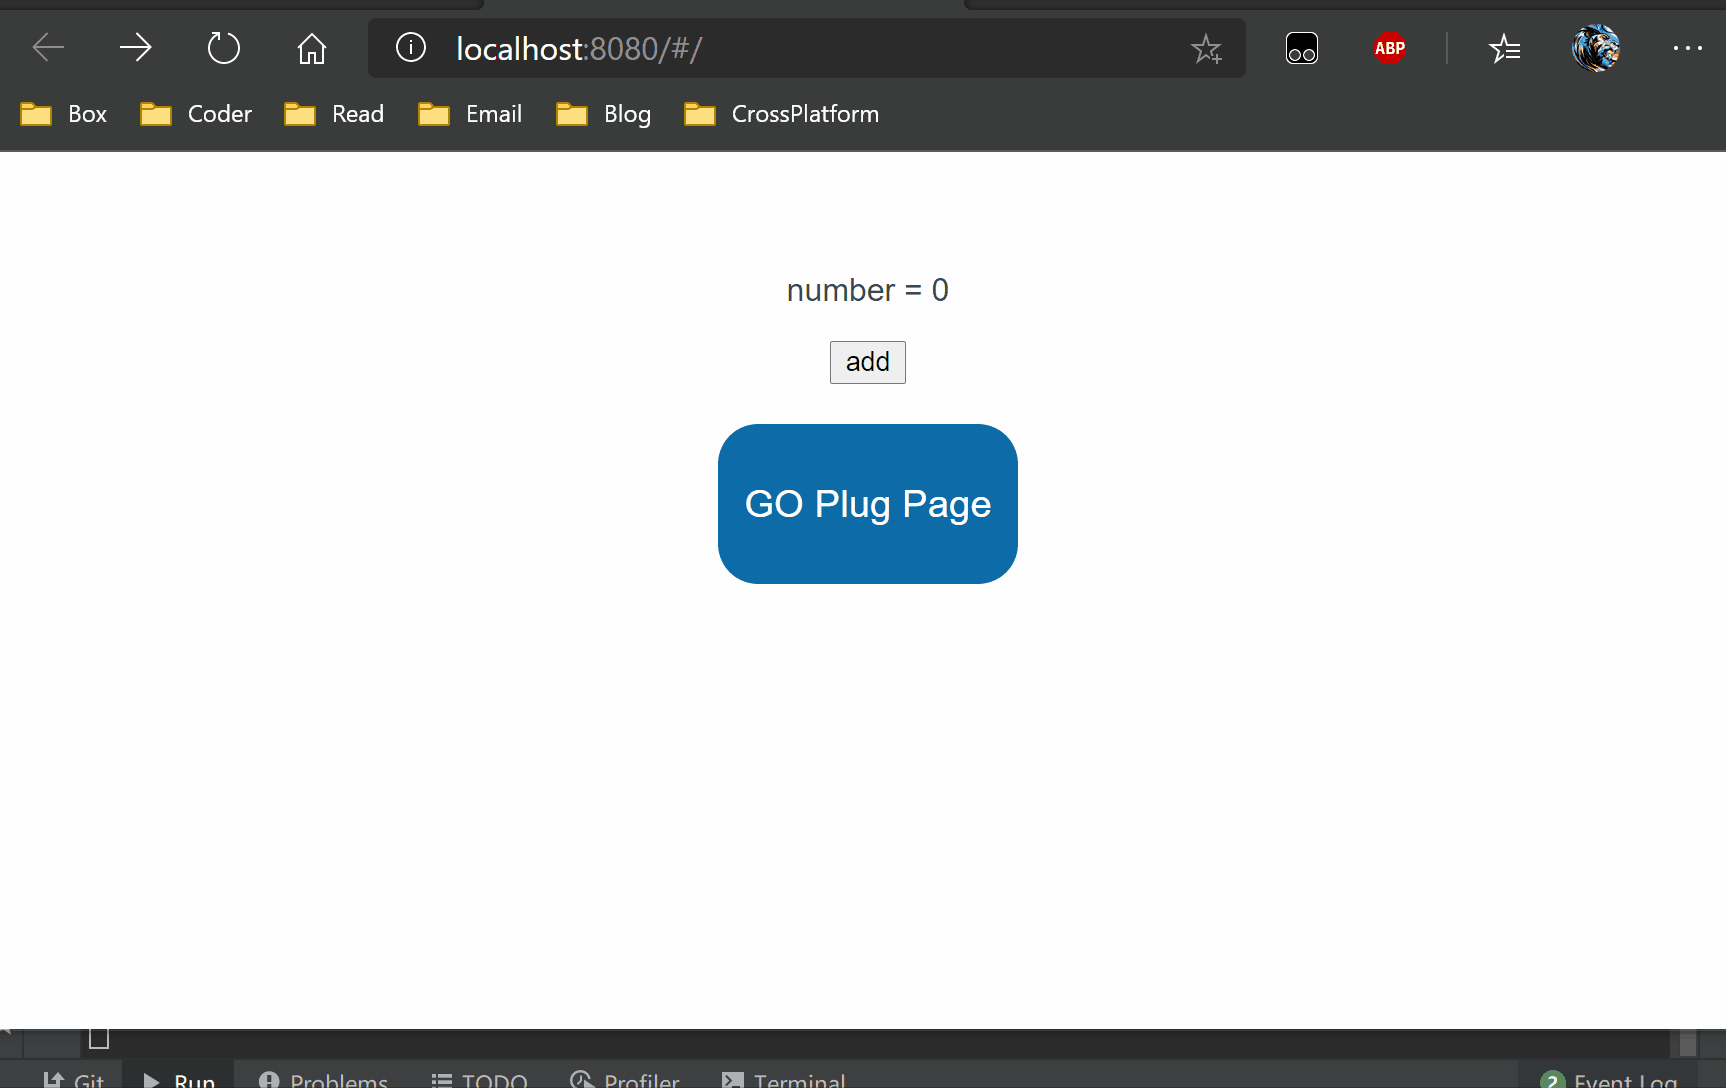 localhost:8080/#/
ABP
Box Coder Read Email Blog CrossPlatform
number = 0
add
GO Plug Page
Git Run Problems TODO Profiler Terminal 2 Event Log